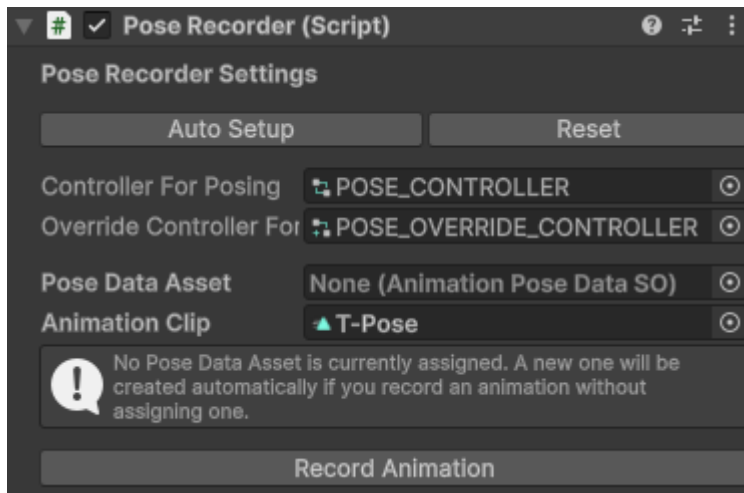 Pose Recorder (Script)
Pose Recorder Settings
Auto Setup Reset
Controller For Posing POSE_CONTROLLER
Override Controller For POSE_OVERRIDE_CONTROLLER
Pose Data Asset None (Animation Pose Data SO)
Animation Clip T-Pose
No Pose Data Asset is currently assigned. A new one will be
created automatically if you record an animation without
assigning one.
Record Animation